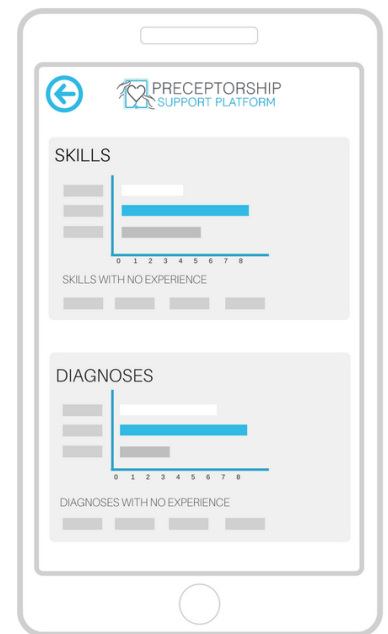 PRECEPTORSHIP
SUPPORT PLATFORM
SKILLS
0 1 2 3 4 5 6 7 8
SKILLS WITH NO EXPERIENCE
DIAGNOSES
0 1 2 3 4 5 6 7 8
DIAGNOSES WITH NO EXPERIENCE